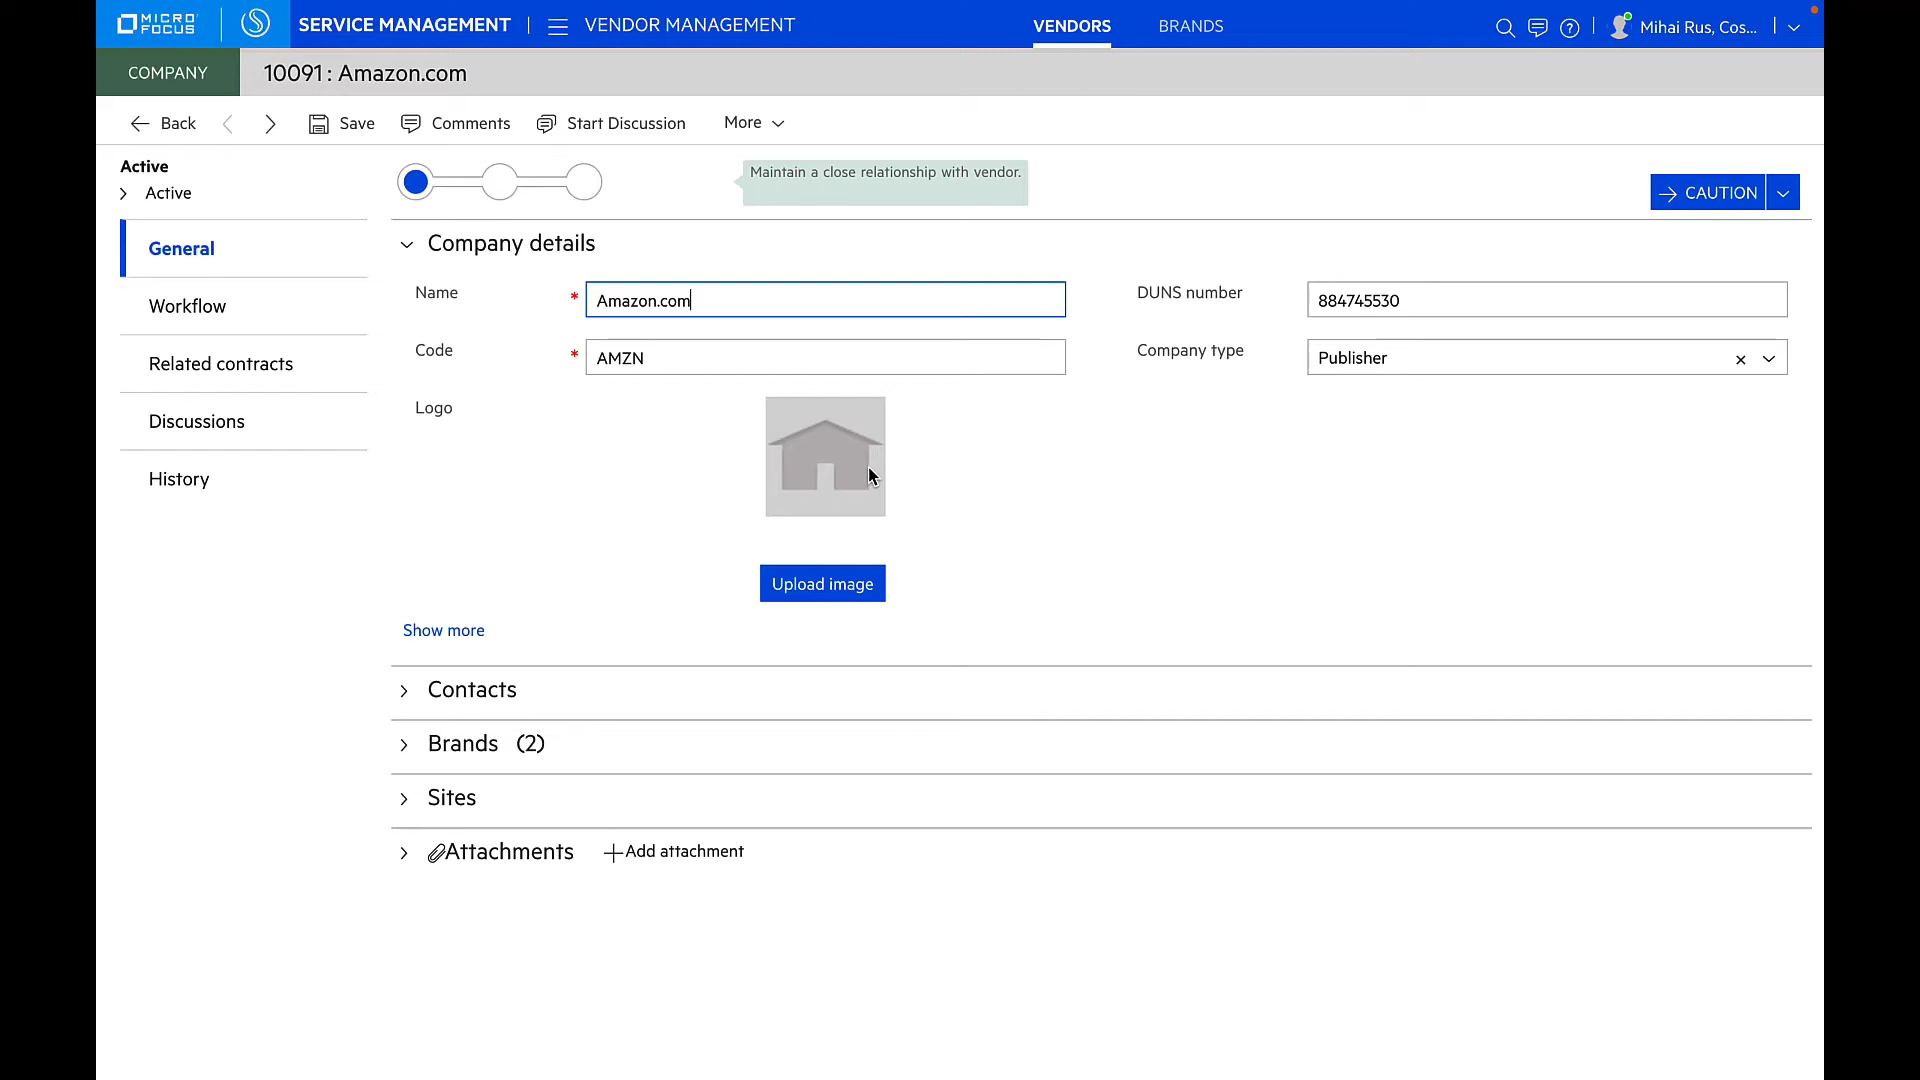 MICRO FOCUS SERVICE MANAGEMENT VENDOR MANAGEMENT VENDORS BRANDS Mihai Rus, Cos...
COMPANY 10091 : Amazon.com
Back Save Comments Start Discussion More
Active
Active
Maintain a close relationship with vendor.
CAUTION
General
Workflow
Related contracts
Discussions
History
Company details
Name * Amazon.com DUNS number 884745530
Code * AMZN Company type Publisher
Logo
Upload image
Show more
Contacts
Brands (2)
Sites
Attachments Add attachment